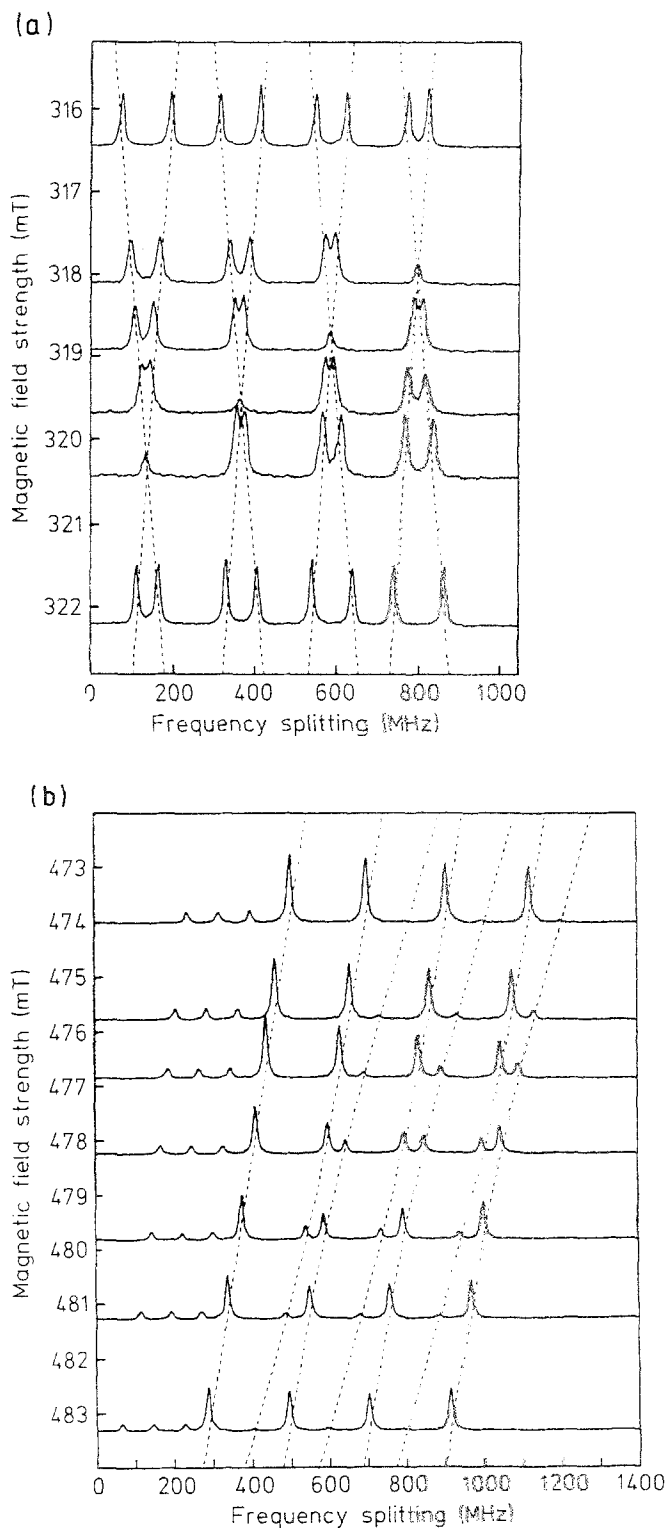 (a)
Magnetic field strength (mT)
316
317
318
319
320
321
322
0 200 400 600 800 1000
Frequency splitting (MHz)
(b)
Magnetic field strength (mT)
473
474
475
476
477
478
479
480
481
482
483
0 200 400 600 800 1000 1200 1400
Frequency splitting (MHz)